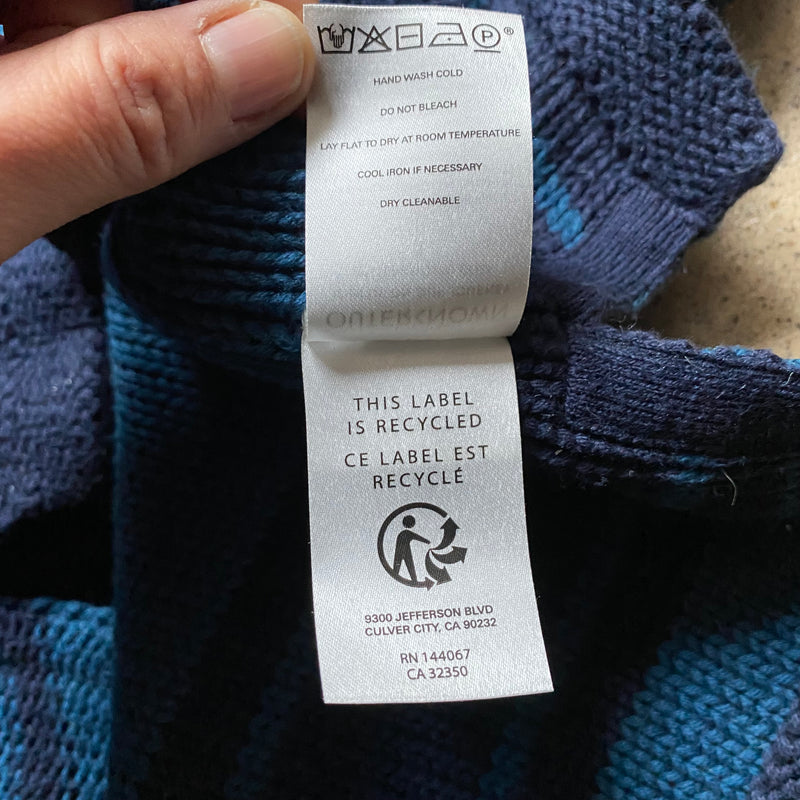 HAND WASH COLD
DO NOT BLEACH
LAY FLAT TO DRY AT ROOM TEMPERATURE
COOL IRON IF NECESSARY
DRY CLEANABLE
OUTERKNOWN
THIS LABEL
IS RECYCLED
CE LABEL EST
RECYCLÉ
9300 JEFFERSON BLVD
CULVER CITY, CA 90232
RN 144067
CA 32350